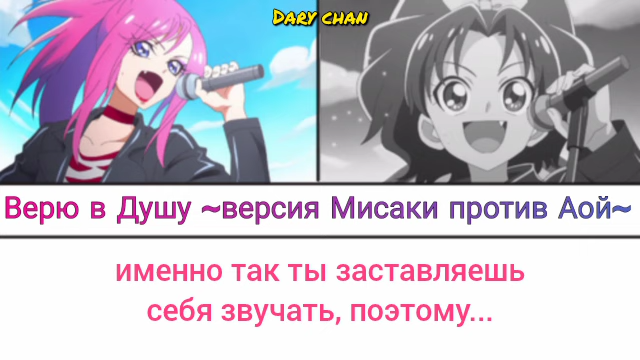 Dary chan
Верю в Душу ~версия Мисаки против Аой~
именно так ты заставляешь
себя звучать, поэтому...